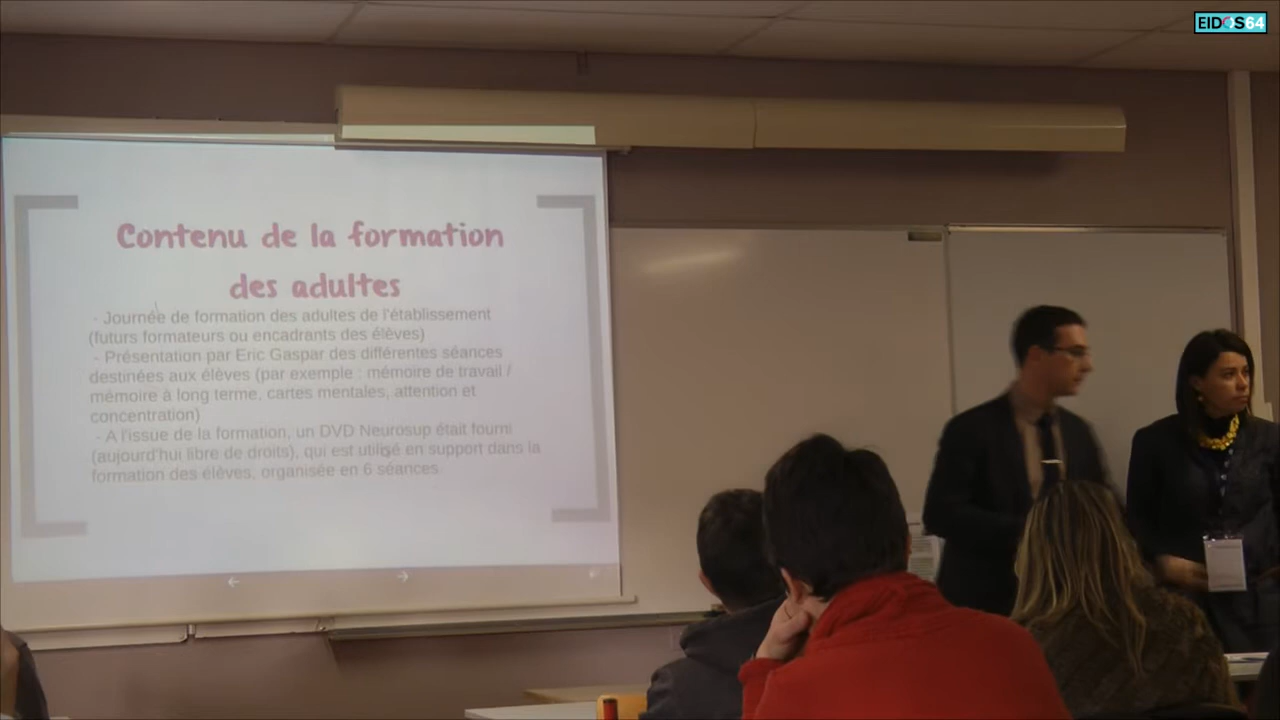 EIDOS64
Contenu de la formation
des adultes
- Journée de formation des adultes de l'établissement
(futurs formateurs ou encadrants des élèves)
- Présentation par Eric Gaspar des différentes séances
destinées aux élèves (par exemple : mémoire de travail /
mémoire à long terme, cartes mentales, attention et
concentration)
- A l'issue de la formation, un DVD Neurosup était fourni
(aujourd'hui libre de droits), qui est utilisé en support dans la
formation des élèves, organisée en 6 séances